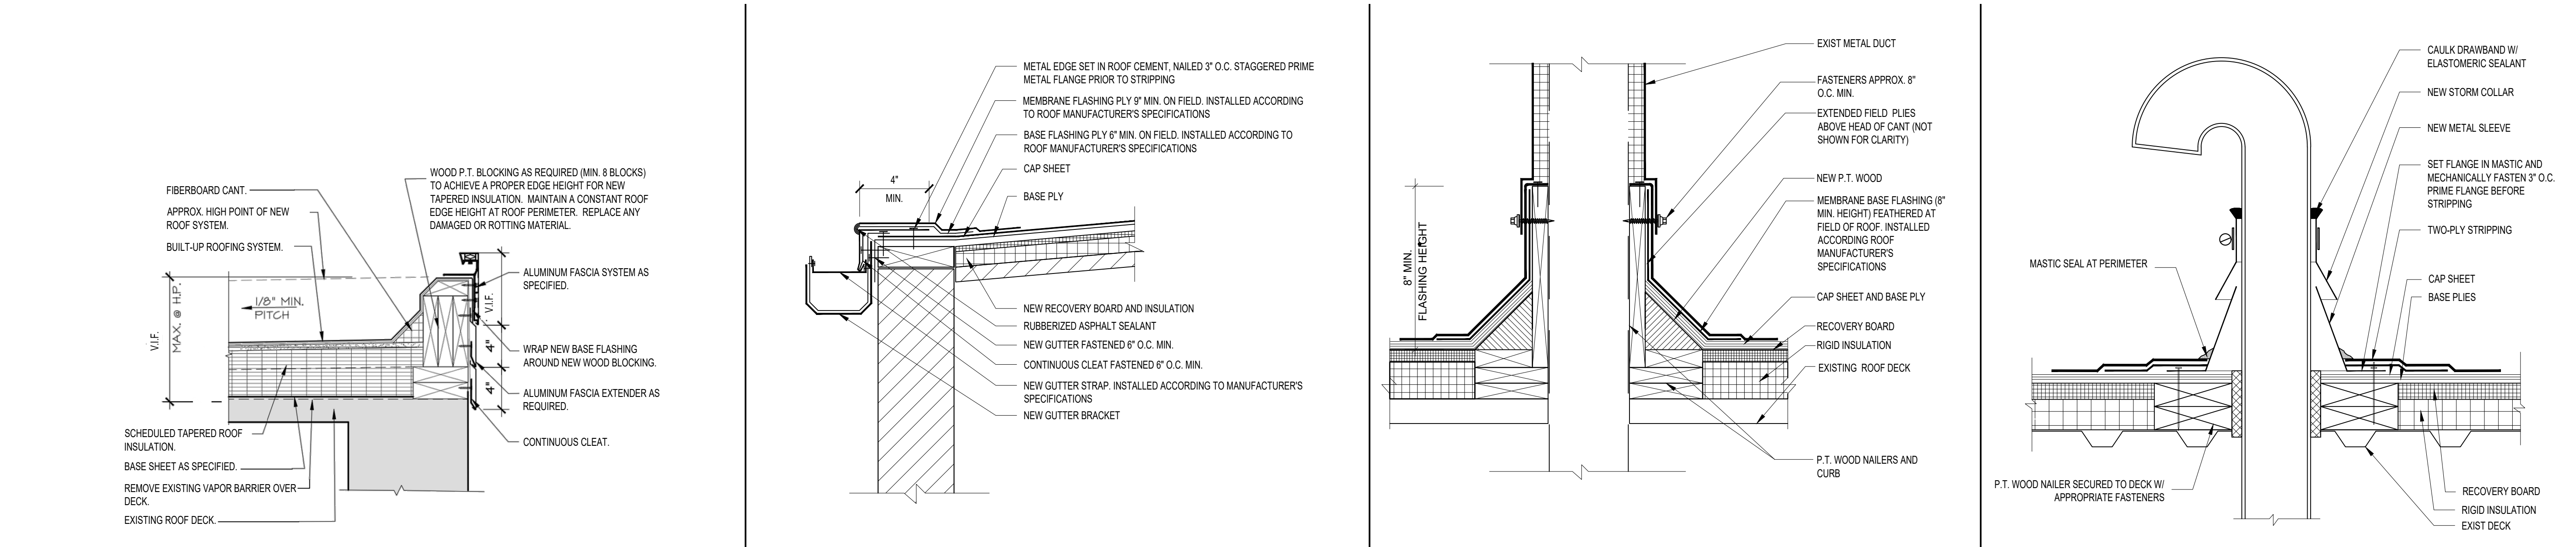 FIBERBOARD CANT.
APPROX. HIGH POINT OF NEW
ROOF SYSTEM.
BUILT-UP ROOFING SYSTEM.
WOOD P.T. BLOCKING AS REQUIRED (MIN. 8 BLOCKS)
TO ACHIEVE A PROPER EDGE HEIGHT FOR NEW
TAPERED INSULATION. MAINTAIN A CONSTANT ROOF
EDGE HEIGHT AT ROOF PERIMETER. REPLACE ANY
DAMAGED OR ROTTING MATERIAL.
V.I.F.
MAX. @ H.P.
1/8" MIN.
PITCH
V.I.F.
4"
4"
ALUMINUM FASCIA SYSTEM AS
SPECIFIED.
WRAP NEW BASE FLASHING
AROUND NEW WOOD BLOCKING.
ALUMINUM FASCIA EXTENDER AS
REQUIRED.
CONTINUOUS CLEAT.
SCHEDULED TAPERED ROOF
INSULATION.
BASE SHEET AS SPECIFIED.
REMOVE EXISTING VAPOR BARRIER OVER
DECK.
EXISTING ROOF DECK.
METAL EDGE SET IN ROOF CEMENT, NAILED 3" O.C. STAGGERED PRIME
METAL FLANGE PRIOR TO STRIPPING
MEMBRANE FLASHING PLY 9" MIN. ON FIELD. INSTALLED ACCORDING
TO ROOF MANUFACTURER'S SPECIFICATIONS
BASE FLASHING PLY 6" MIN. ON FIELD. INSTALLED ACCORDING TO
ROOF MANUFACTURER'S SPECIFICATIONS
CAP SHEET
BASE PLY
4"
MIN.
NEW RECOVERY BOARD AND INSULATION
RUBBERIZED ASPHALT SEALANT
NEW GUTTER FASTENED 6" O.C. MIN.
CONTINUOUS CLEAT FASTENED 6" O.C. MIN.
NEW GUTTER STRAP. INSTALLED ACCORDING TO MANUFACTURER'S
SPECIFICATIONS
NEW GUTTER BRACKET
EXIST METAL DUCT
FASTENERS APPROX. 8"
O.C. MIN.
EXTENDED FIELD PLIES
ABOVE HEAD OF CANT (NOT
SHOWN FOR CLARITY)
NEW P.T. WOOD
MEMBRANE BASE FLASHING (8"
MIN. HEIGHT) FEATHERED AT
FIELD OF ROOF. INSTALLED
ACCORDING ROOF
MANUFACTURER'S
SPECIFICATIONS
CAP SHEET AND BASE PLY
RECOVERY BOARD
RIGID INSULATION
EXISTING ROOF DECK
P.T. WOOD NAILERS AND
CURB
8" MIN.
FLASHING HEIGHT
CAULK DRAWBAND W/
ELASTOMERIC SEALANT
NEW STORM COLLAR
NEW METAL SLEEVE
SET FLANGE IN MASTIC AND
MECHANICALLY FASTEN 3" O.C.
PRIME FLANGE BEFORE
STRIPPING
TWO-PLY STRIPPING
MASTIC SEAL AT PERIMETER
CAP SHEET
BASE PLIES
P.T. WOOD NAILER SECURED TO DECK W/
APPROPRIATE FASTENERS
RECOVERY BOARD
RIGID INSULATION
EXIST DECK